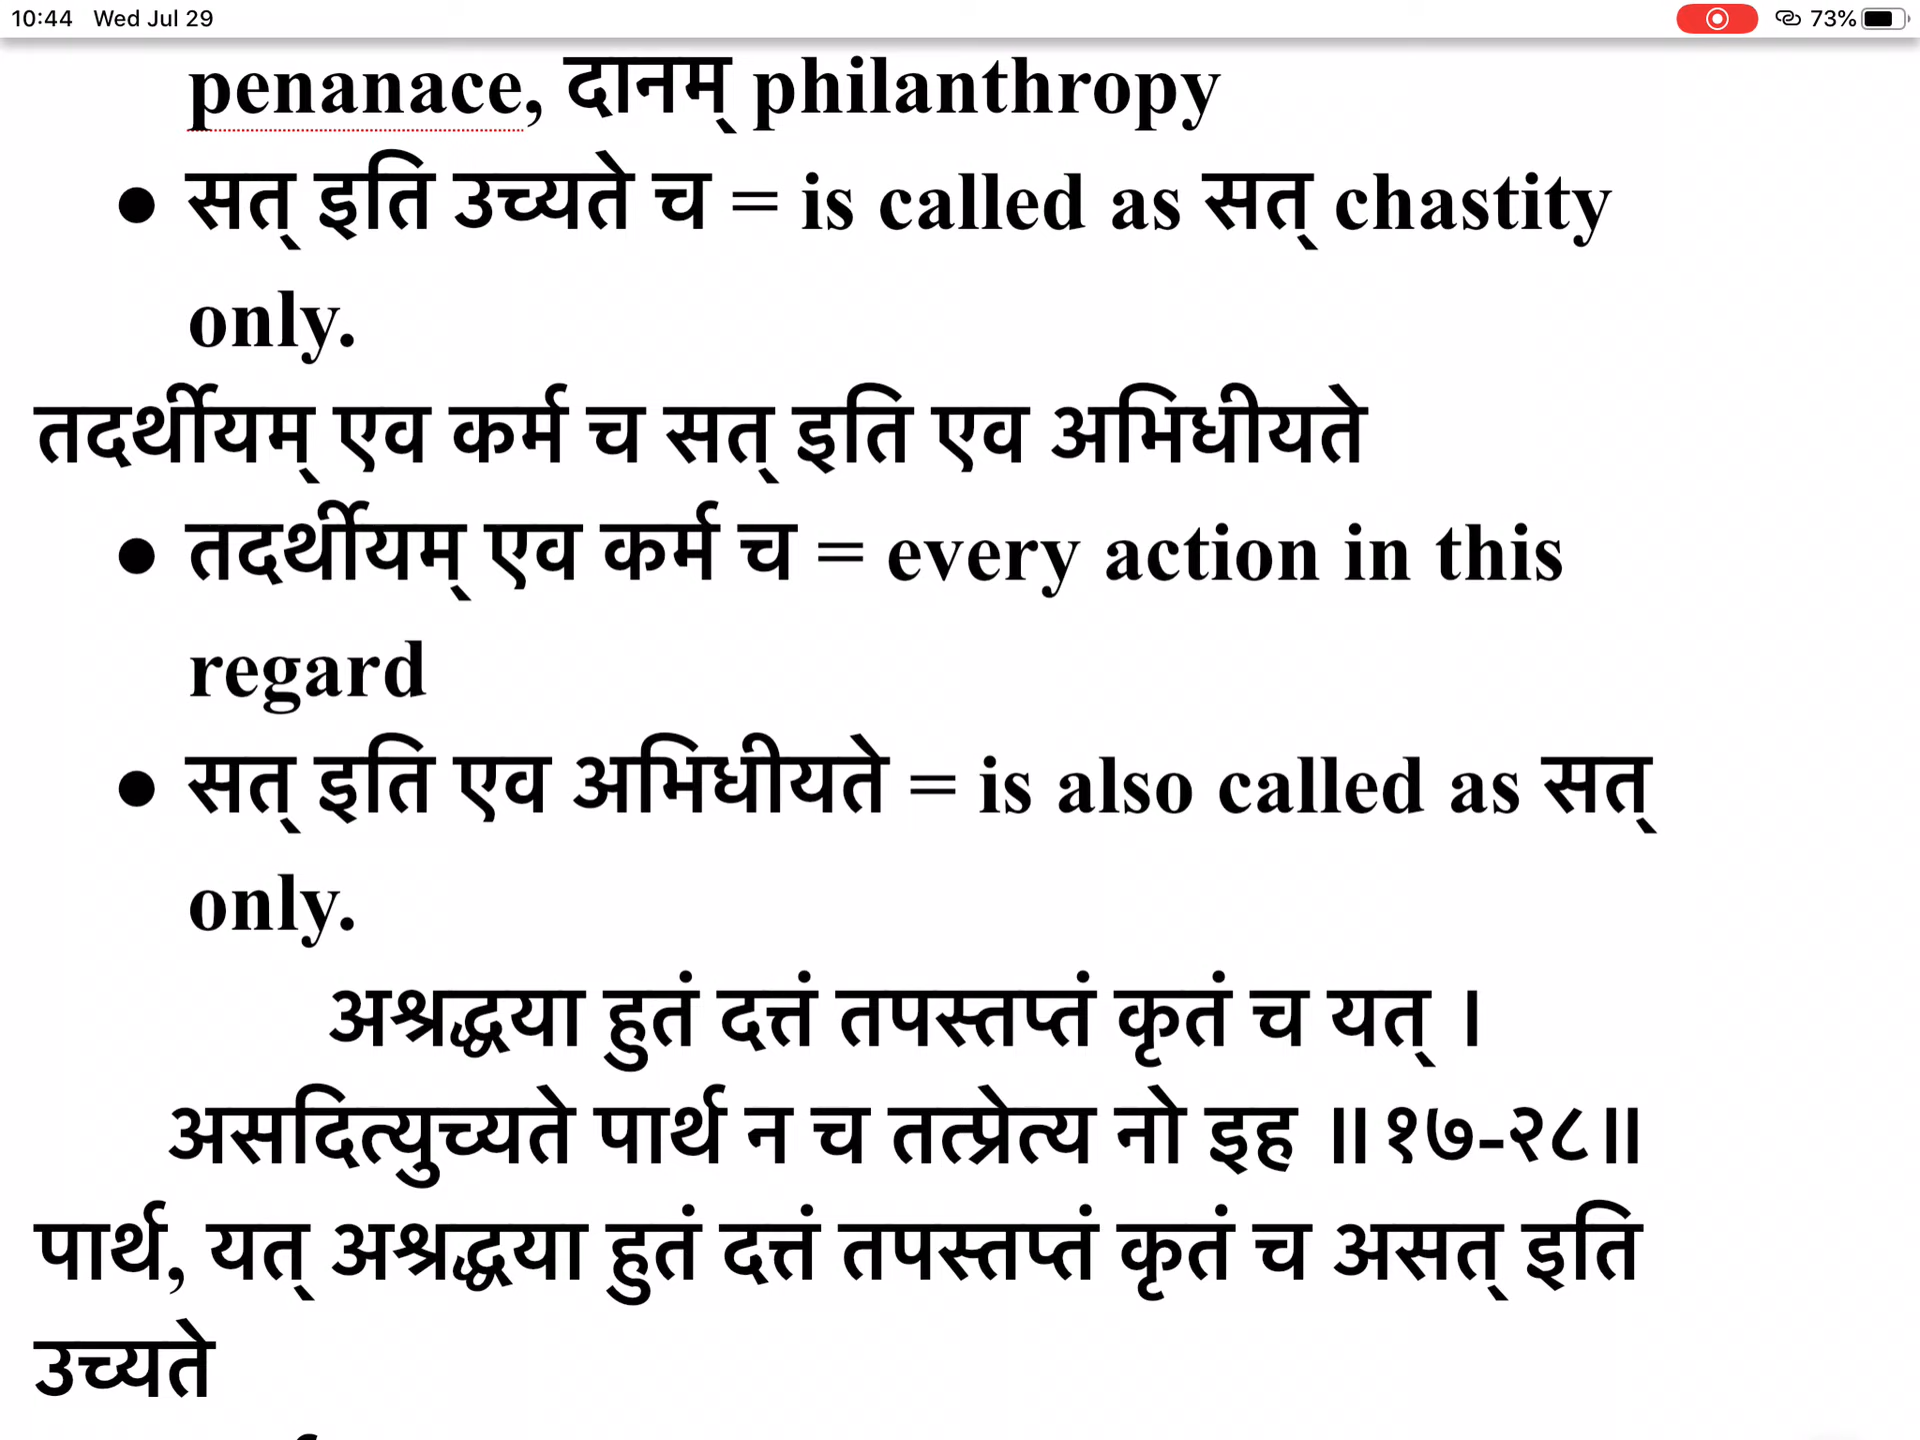 10:44 Wed Jul 29 73%
penanace, दानम् philanthropy
● सत् इति उच्यते च = is called as सत् chastity
only.
तदर्थीयम् एव कर्म च सत् इति एव अभिधीयते
● तदर्थीयम् एव कर्म च = every action in this
regard
● सत् इति एव अभिधीयते = is also called as सत्
only.
अश्रद्धया हुतं दत्तं तपस्तप्तं कृतं च यत् ।
असदित्युच्यते पार्थ न च तत्प्रेत्य नो इह ॥१७-२८॥
पार्थ, यत् अश्रद्धया हुतं दत्तं तपस्तप्तं कृतं च असत् इति
उच्यते